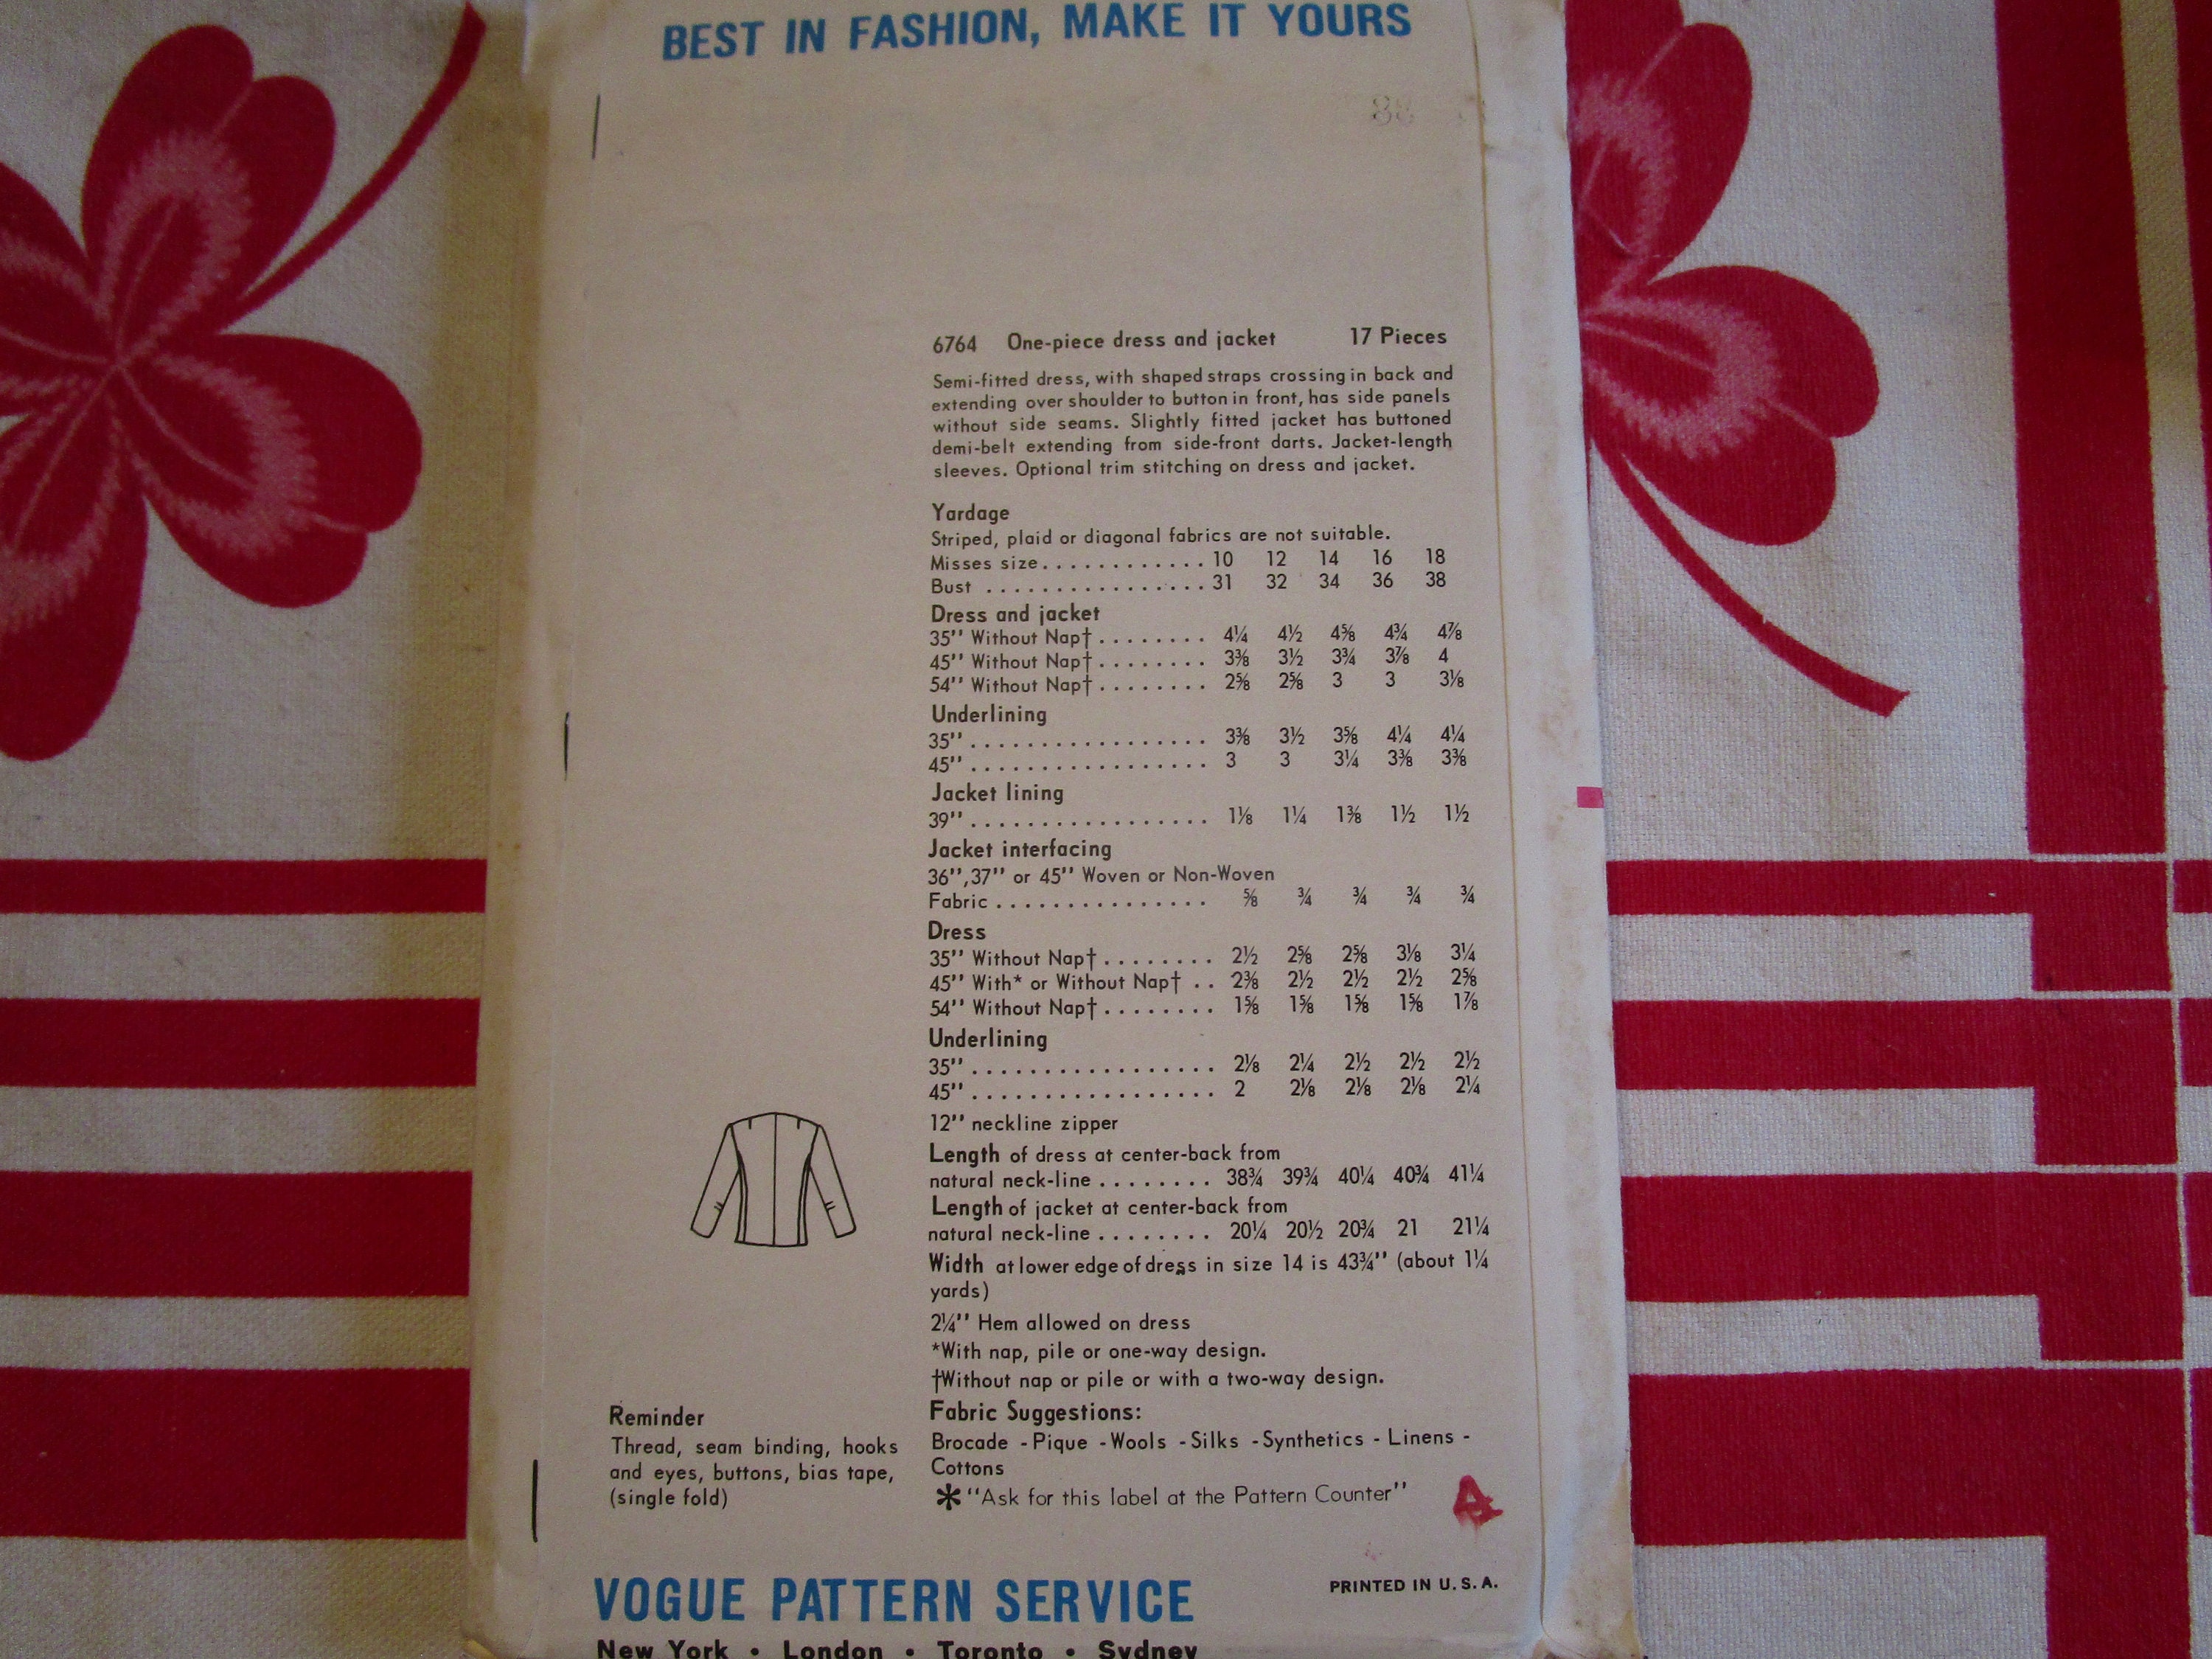 BEST IN FASHION, MAKE IT YOURS
6764 One-piece dress and jacket 17 Pieces
Semi-fitted dress, with shaped straps crossing in back and
extending over shoulder to button in front, has side panels
without side seams. Slightly fitted jacket has buttoned
demi-belt extending from side-front darts. Jacket-length
sleeves. Optional trim stitching on dress and jacket.
Yardage
Striped, plaid or diagonal fabrics are not suitable.
Misses size............ 10 12 14 16 18
Bust ................ 31 32 34 36 38
Dress and jacket
35'' Without Nap†........ 4¼ 4½ 4⅝ 4¾ 4⅞
45'' Without Nap†........ 3⅜ 3½ 3¾ 3⅞ 4
54'' Without Nap†........ 2⅝ 2⅝ 3 3 3⅛
Underlining
35''................. 3⅜ 3½ 3⅝ 4¼ 4¼
45''................. 3 3 3¼ 3⅜ 3⅜
Jacket lining
39''................. 1⅛ 1¼ 1⅜ 1½ 1½
Jacket interfacing
36'',37'' or 45'' Woven or Non-Woven
Fabric............... ⅝ ¾ ¾ ¾ ¾
Dress
35'' Without Nap†........ 2½ 2⅝ 2⅝ 3⅛ 3¼
45'' With* or Without Nap† .. 2⅜ 2½ 2½ 2½ 2⅝
54'' Without Nap†........ 1⅝ 1⅝ 1⅝ 1⅝ 1⅞
Underlining
35''................. 2⅛ 2¼ 2½ 2½ 2½
45''................. 2 2⅛ 2⅛ 2⅛ 2¼
12'' neckline zipper
Length of dress at center-back from
natural neck-line........ 38¾ 39¾ 40¼ 40¾ 41¼
Length of jacket at center-back from
natural neck-line........ 20¼ 20½ 20¾ 21 21¼
Width at lower edge of dress in size 14 is 43¾'' (about 1¼
yards)
2¼'' Hem allowed on dress
*With nap, pile or one-way design.
†Without nap or pile or with a two-way design.
Fabric Suggestions:
Brocade - Pique - Wools - Silks - Synthetics - Linens -
Cottons
* "Ask for this label at the Pattern Counter"
Reminder
Thread, seam binding, hooks
and eyes, buttons, bias tape,
(single fold)
VOGUE PATTERN SERVICE
PRINTED IN U.S.A.
New York • London • Toronto • Sydney